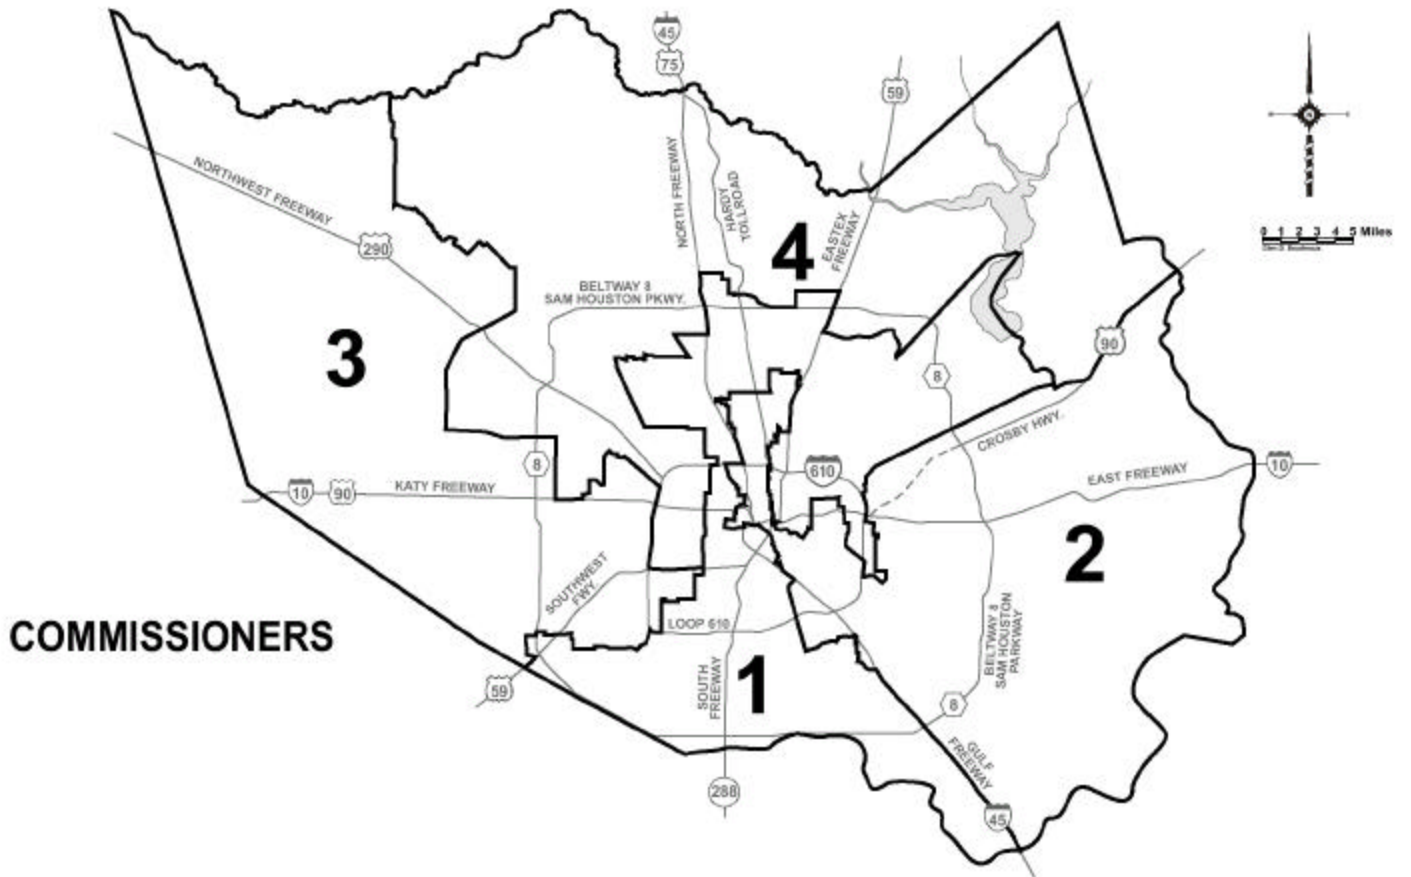 45
75
59
NORTH FREEWAY
HARDY
TOLLROAD
EASTEX
FREEWAY
NORTHWEST FREEWAY
290
4
0 1 2 3 4 5 Miles
BELTWAY 8
SAM HOUSTON PKWY.
3
90
8
CROSBY HWY.
8
610
10
90
KATY FREEWAY
EAST FREEWAY
10
2
SOUTHWEST
FWY.
COMMISSIONERS
LOOP 610
BELTWAY 8
SAM HOUSTON
PARKWAY
1
59
SOUTH
FREEWAY
8
GULF
FREEWAY
288
45